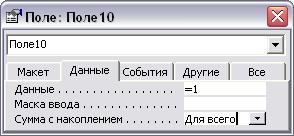 Поле: Поле10
Поле10
Макет Данные События Другие Все
Данные . . . . . . . . . . . . . . . . . =1
Маска ввода . . . . . . . . . . . .
Сумма с накоплением . . . . . . Для всего